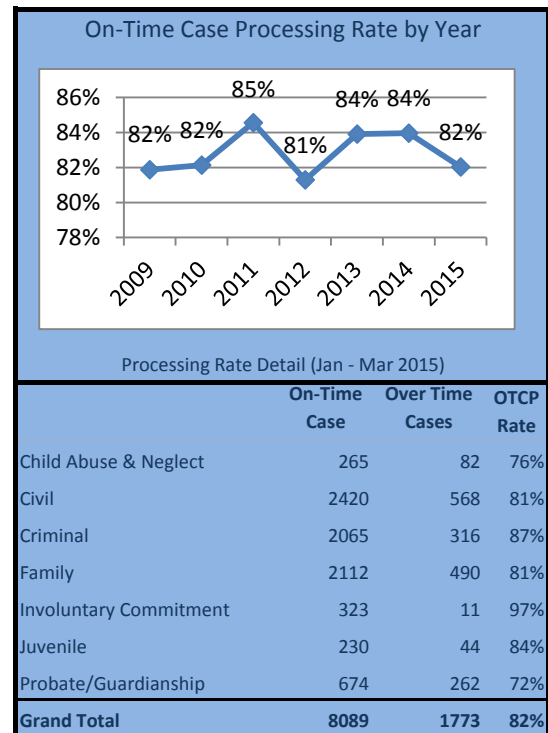 On-Time Case Processing Rate by Year
86%
84%
82%
80%
78%
82%
82%
85%
81%
84%
84%
82%
2009
2010
2011
2012
2013
2014
2015
Processing Rate Detail (Jan - Mar 2015)
On-Time Case Over Time Cases OTCP Rate
Child Abuse & Neglect 265 82 76%
Civil 2420 568 81%
Criminal 2065 316 87%
Family 2112 490 81%
Involuntary Commitment 323 11 97%
Juvenile 230 44 84%
Probate/Guardianship 674 262 72%
Grand Total 8089 1773 82%